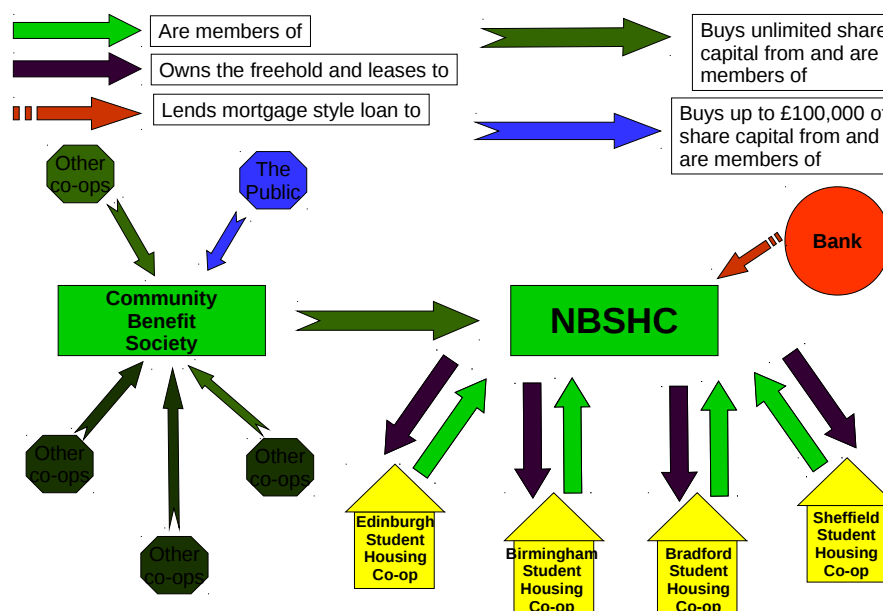 Are members of
Owns the freehold and leases to
Lends mortgage style loan to
Buys unlimited share
capital from and are
members of
Buys up to £100,000 of
share capital from and
are members of
Other
co-ops
The
Public
Bank
Community
Benefit
Society
NBSHC
Other
co-ops
Other
co-ops
Other
co-ops
Edinburgh
Student
Housing
Co-op
Birmingham
Student
Housing
Co-op
Bradford
Student
Housing
Co-op
Sheffield
Student
Housing
Co-op